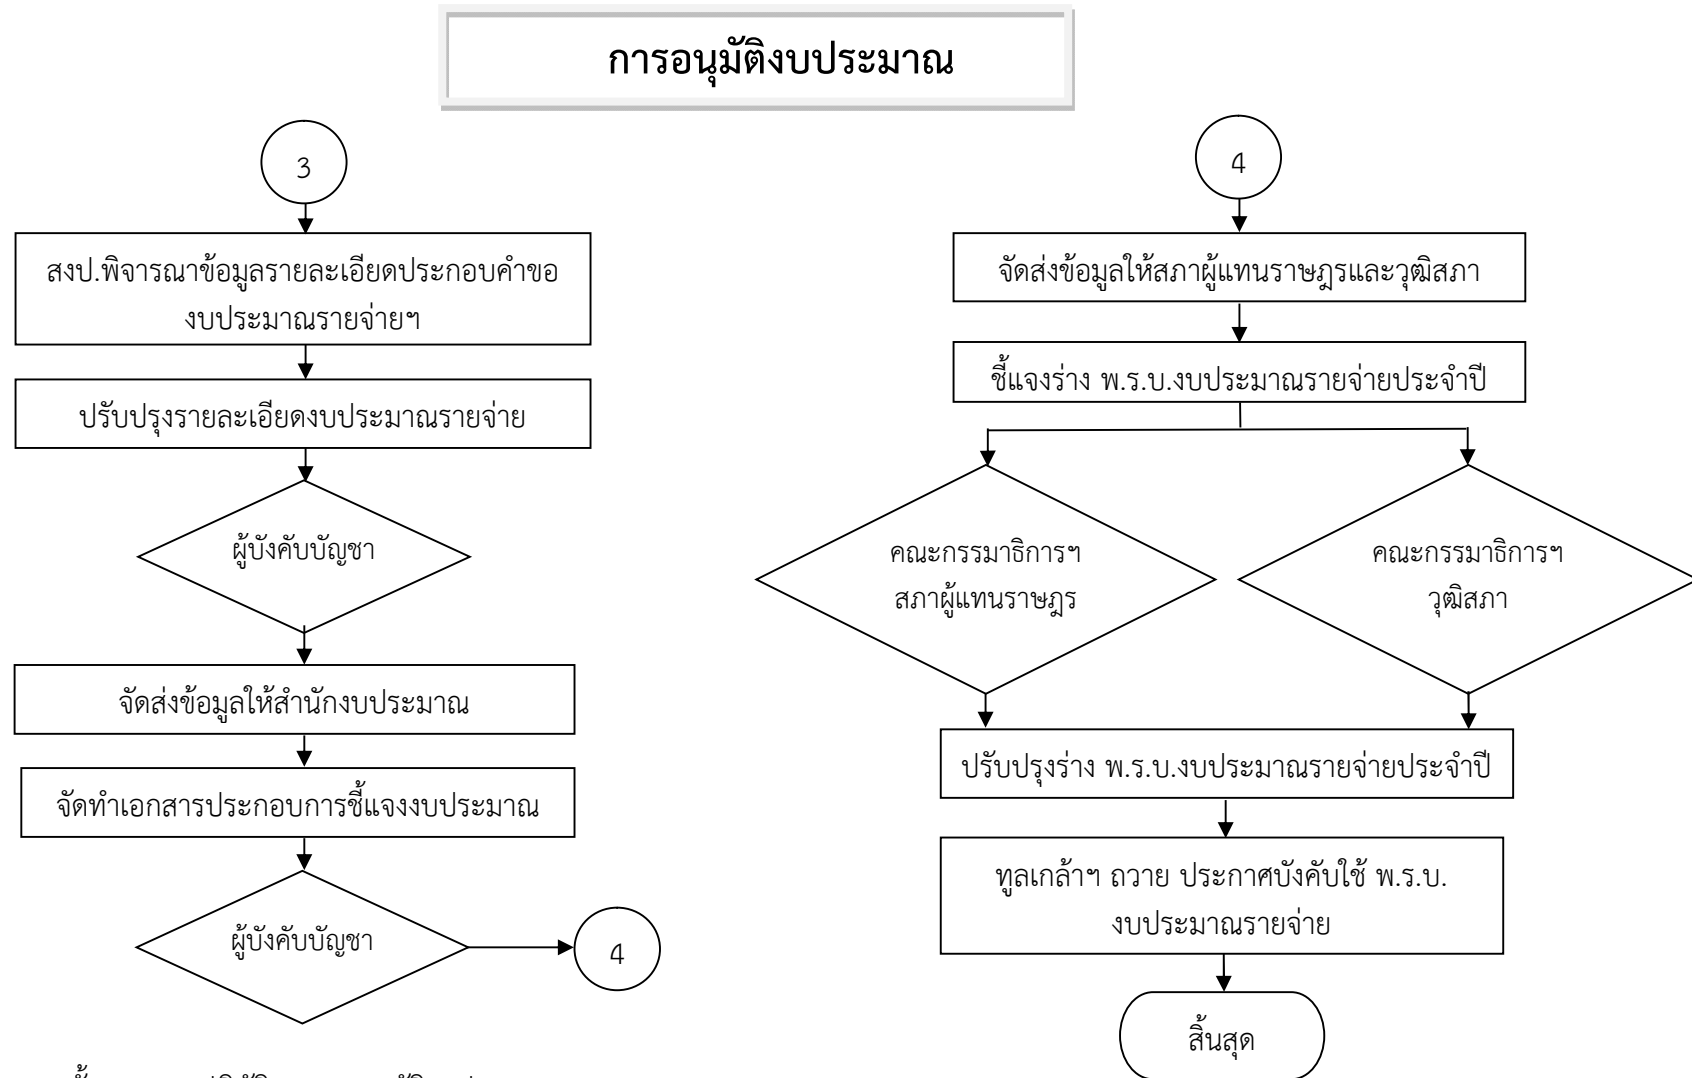 การอนุมัติงบประมาณ
3
สงป.พิจารณาข้อมูลรายละเอียดประกอบคำขอ
งบประมาณรายจ่ายฯ
ปรับปรุงรายละเอียดงบประมาณรายจ่าย
ผู้บังคับบัญชา
จัดส่งข้อมูลให้สำนักงบประมาณ
จัดทำเอกสารประกอบการชี้แจงงบประมาณ
ผู้บังคับบัญชา
4
4
จัดส่งข้อมูลให้สภาผู้แทนราษฎรและวุฒิสภา
ชี้แจงร่าง พ.ร.บ.งบประมาณรายจ่ายประจำปี
คณะกรรมาธิการฯ
สภาผู้แทนราษฎร
คณะกรรมาธิการฯ
วุฒิสภา
ปรับปรุงร่าง พ.ร.บ.งบประมาณรายจ่ายประจำปี
ทูลเกล้าฯ ถวาย ประกาศบังคับใช้ พ.ร.บ.
งบประมาณรายจ่าย
สิ้นสุด